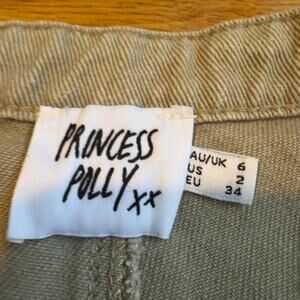 PRINCESS
POLLY xx
AU/UK 6
US 2
EU 34